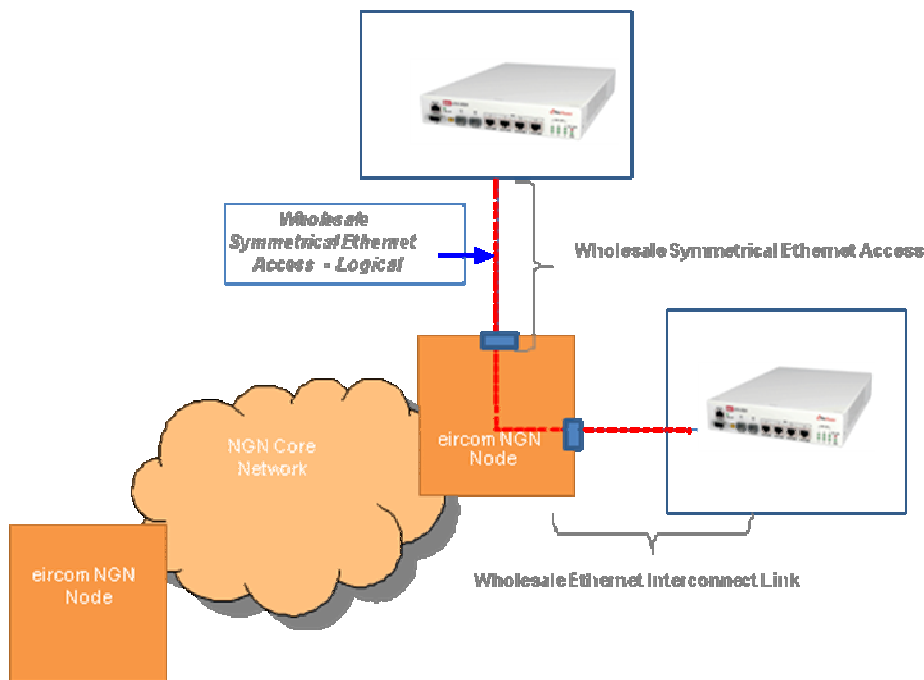 Wholesale
Symmetrical Ethernet
Access - Logical
Wholesale Symmetrical Ethernet Access
NGN Core
Network
eircom NGN
Node
eircom NGN
Node
Wholesale Ethernet Interconnect Link